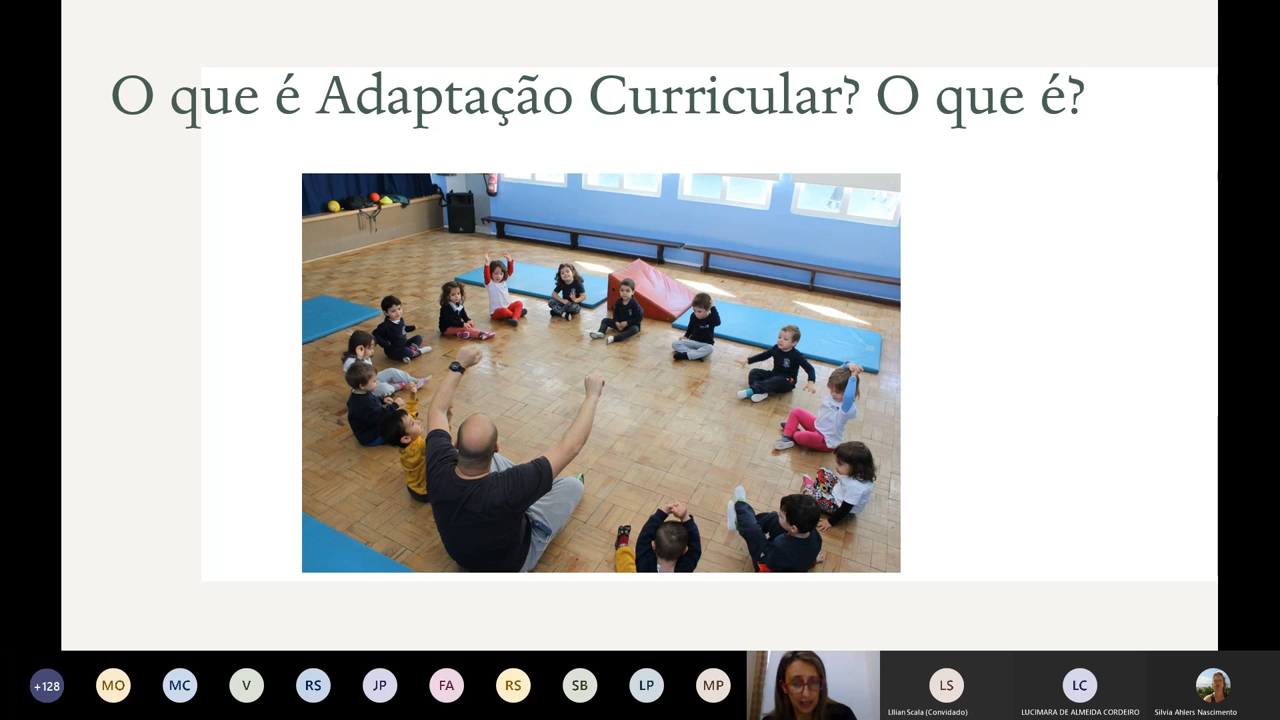 O que é Adaptação Curricular? O que é?
+128
MO
MC
V
RS
JP
FA
RS
SB
LP
MP
LS
LC
LIlian Scala (Convidado)
LUCIMARA DE ALMEIDA CORDEIRO
Silvia Ahlers Nascimento